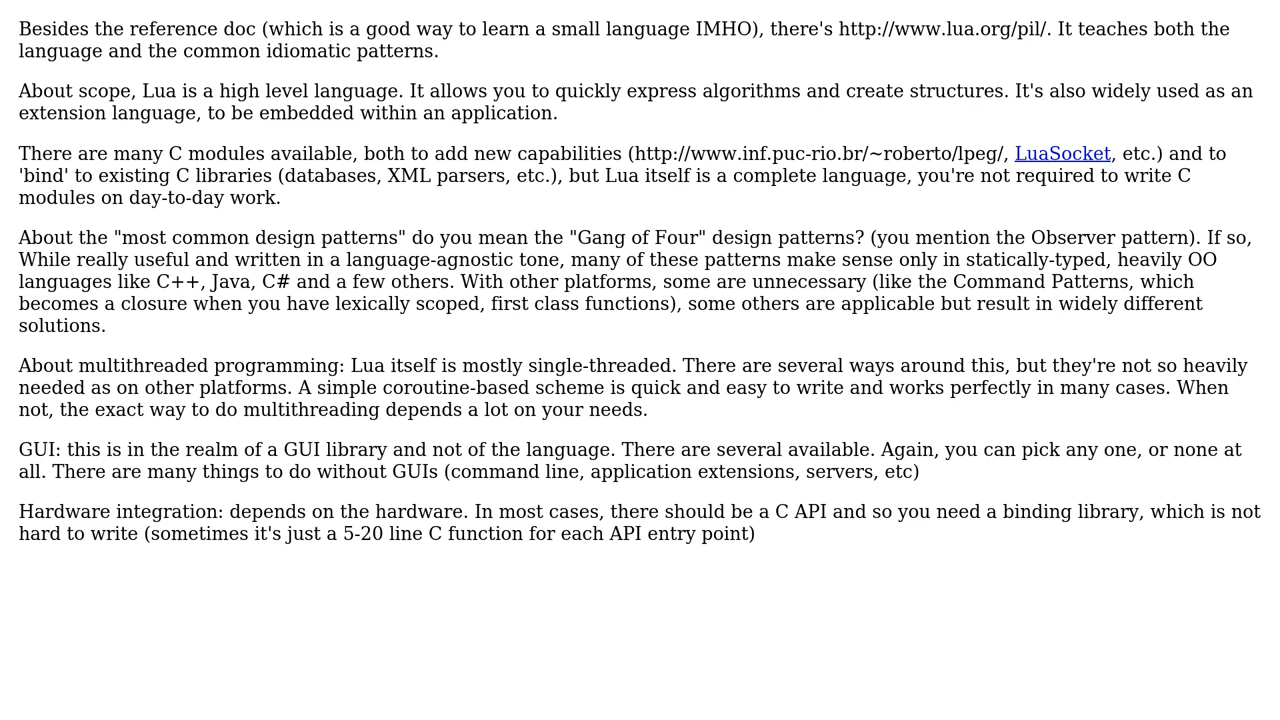 Besides the reference doc (which is a good way to learn a small language IMHO), there's http://www.lua.org/pil/. It teaches both the
language and the common idiomatic patterns.
About scope, Lua is a high level language. It allows you to quickly express algorithms and create structures. It's also widely used as an
extension language, to be embedded within an application.
There are many C modules available, both to add new capabilities (http://www.inf.puc-rio.br/~roberto/lpeg/, LuaSocket, etc.) and to
'bind' to existing C libraries (databases, XML parsers, etc.), but Lua itself is a complete language, you're not required to write C
modules on day-to-day work.
About the "most common design patterns" do you mean the "Gang of Four" design patterns? (you mention the Observer pattern). If so,
While really useful and written in a language-agnostic tone, many of these patterns make sense only in statically-typed, heavily OO
languages like C++, Java, C# and a few others. With other platforms, some are unnecessary (like the Command Patterns, which
becomes a closure when you have lexically scoped, first class functions), some others are applicable but result in widely different
solutions.
About multithreaded programming: Lua itself is mostly single-threaded. There are several ways around this, but they're not so heavily
needed as on other platforms. A simple coroutine-based scheme is quick and easy to write and works perfectly in many cases. When
not, the exact way to do multithreading depends a lot on your needs.
GUI: this is in the realm of a GUI library and not of the language. There are several available. Again, you can pick any one, or none at
all. There are many things to do without GUIs (command line, application extensions, servers, etc)
Hardware integration: depends on the hardware. In most cases, there should be a C API and so you need a binding library, which is not
hard to write (sometimes it's just a 5-20 line C function for each API entry point)